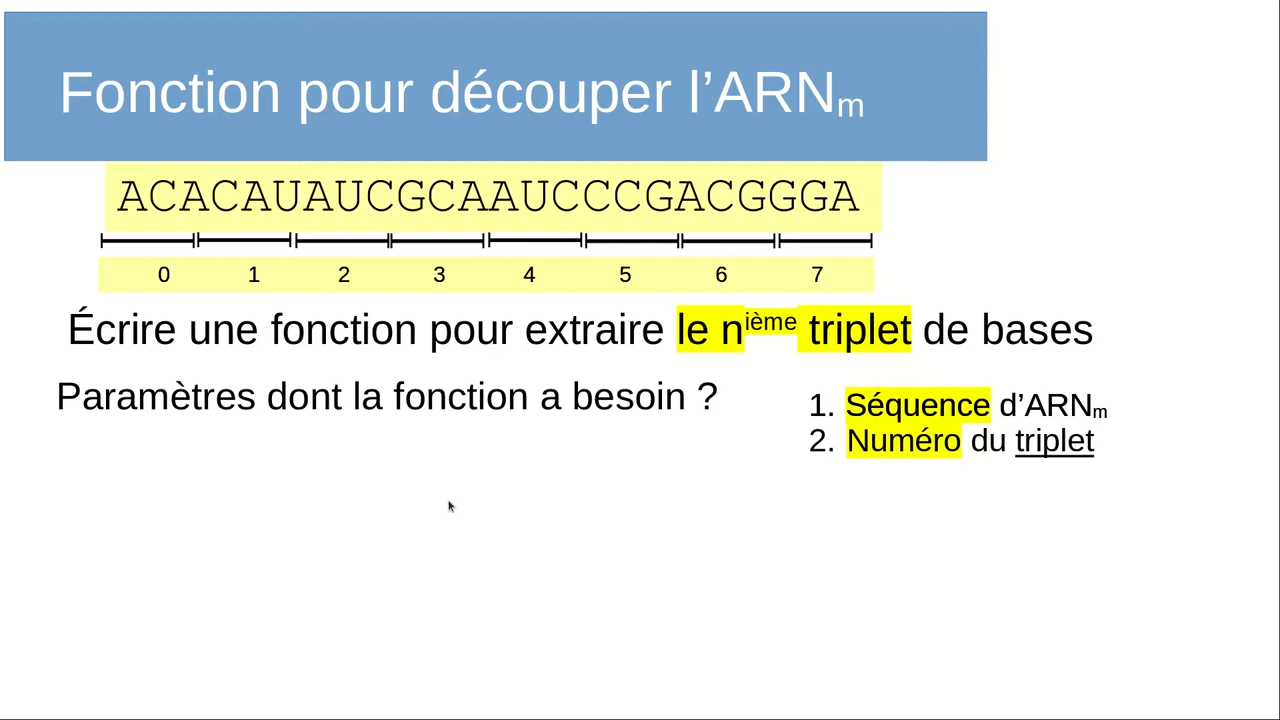 Fonction pour découper l’ARNm
ACACAUAUCGCAAUCCCGACGGGA
0 1 2 3 4 5 6 7
Écrire une fonction pour extraire le nième triplet de bases
Paramètres dont la fonction a besoin ?
1. Séquence d’ARNm
2. Numéro du triplet